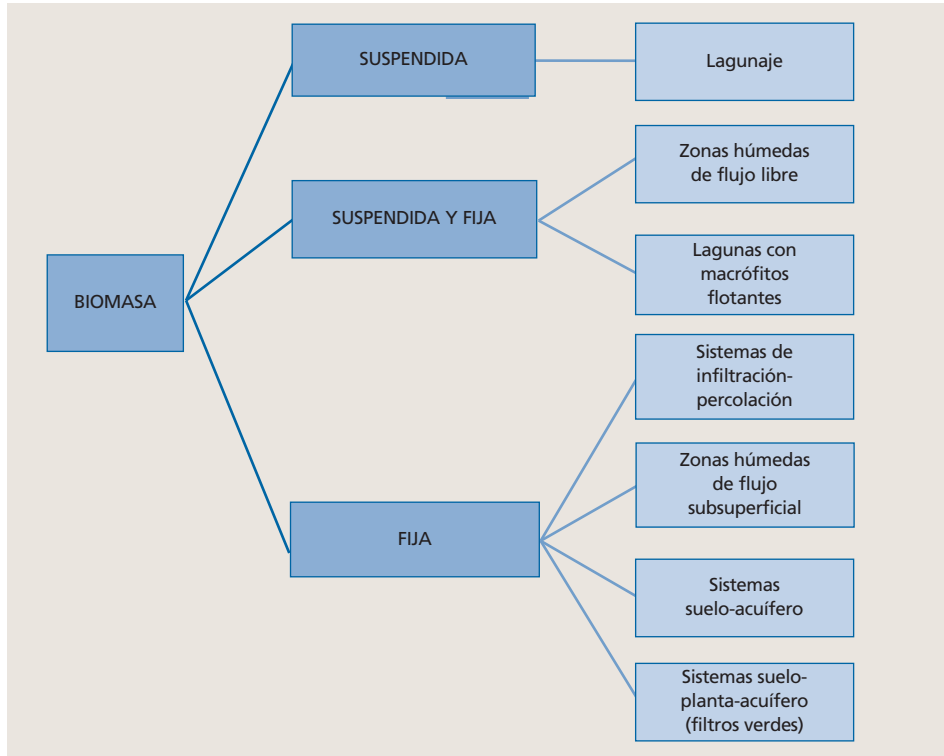 SUSPENDIDA
Lagunaje
Zonas húmedas
de flujo libre
SUSPENDIDA Y FIJA
Lagunas con
macrófitos
flotantes
BIOMASA
Sistemas de
infiltración-
percolación
Zonas húmedas
de flujo
subsuperficial
FIJA
Sistemas
suelo-acuífero
Sistemas suelo-
planta-acuífero
(filtros verdes)